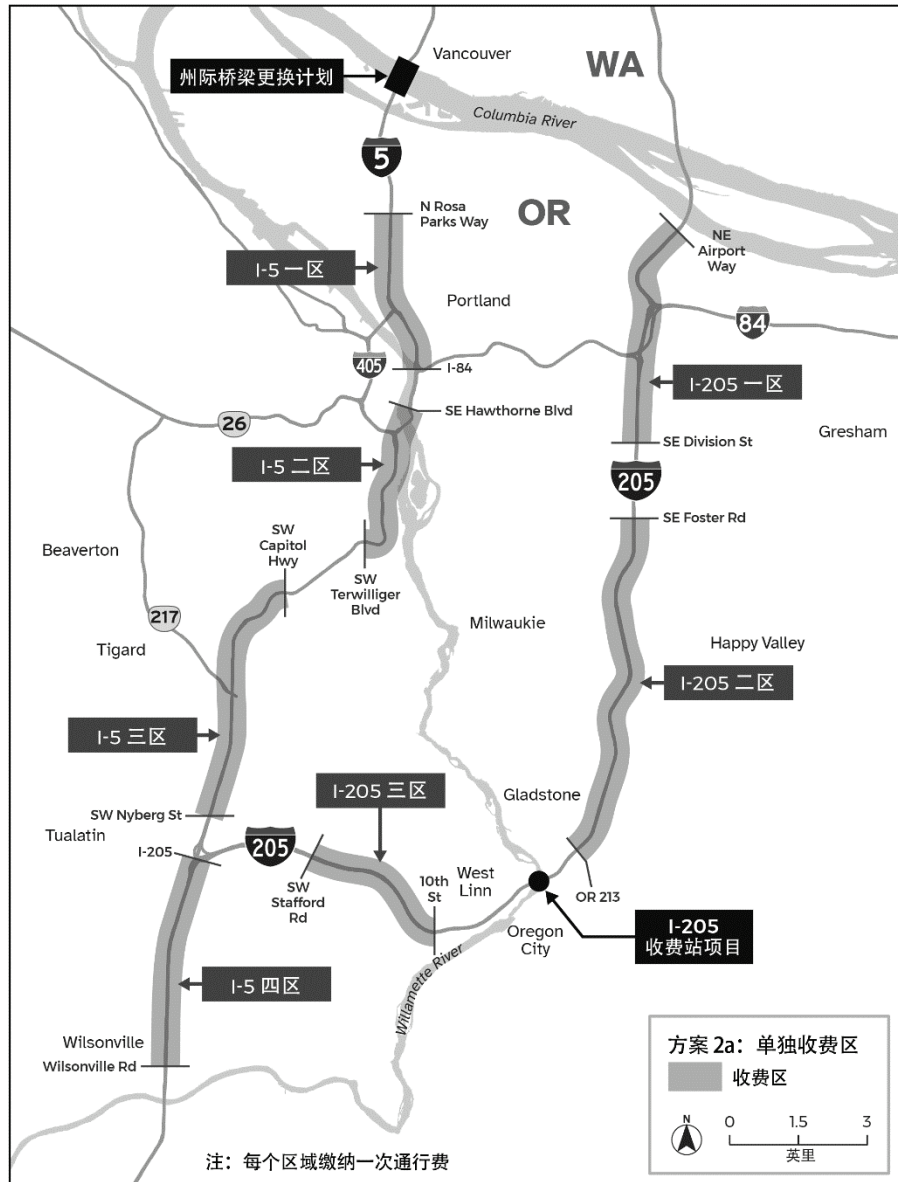 Vancouver
WA
州际桥梁更换计划
Columbia River
5
N Rosa
Parks Way
OR
NE
Airport
Way
I-5 一区
Portland
84
405
I-84
I-205 一区
SE Hawthorne Blvd
26
Gresham
SE Division St
I-5 二区
205
SE Foster Rd
SW
Capitol
Hwy
Beaverton
SW
Terwilliger
Blvd
217
Milwaukie
Tigard
Happy Valley
I-205 二区
I-5 三区
I-205 三区
Gladstone
SW Nyberg St
Tualatin
205
I-205
SW
Stafford
Rd
10th
St
West
Linn
OR 213
Oregon
City
I-205
收费站项目
Willamette River
I-5 四区
Wilsonville
Wilsonville Rd
方案 2a：单独收费区
收费区
N
0 1.5 3
英里
注：每个区域缴纳一次通行费